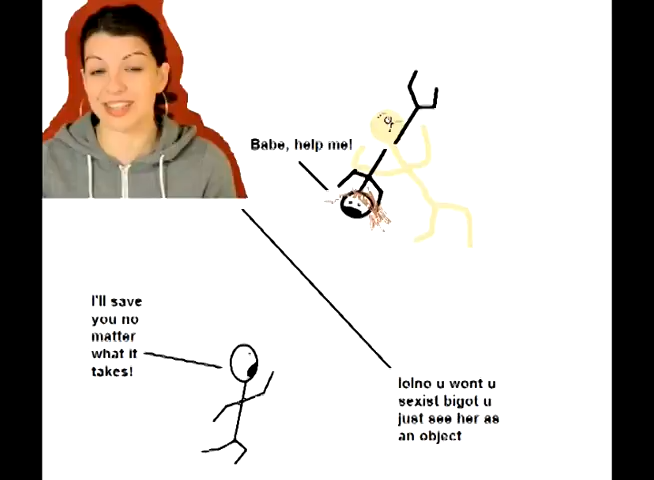 Babe, help me!
I'll save
you no
matter
what it
takes!
lolno u wont u
sexist bigot u
just see her as
an object